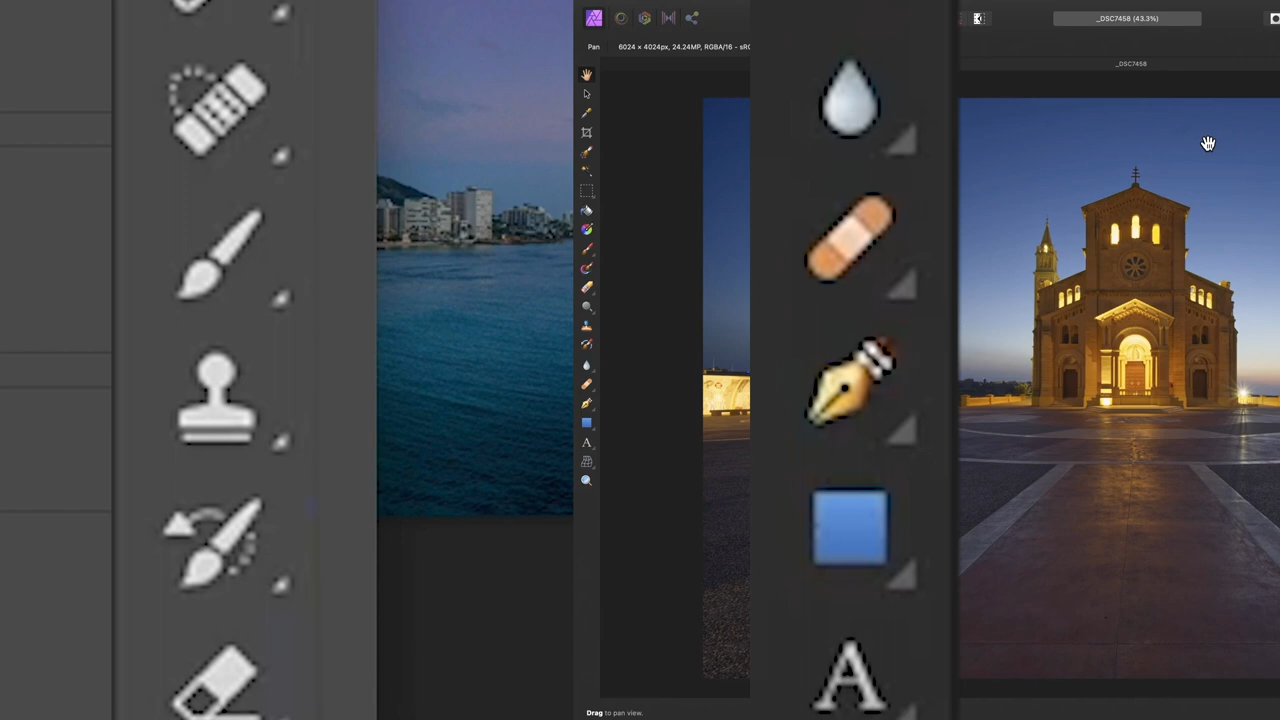 _DSC7458 (43.3%)
Pan
6024 × 4024px, 24.24MP, RGBA/16 - sR
_DSC7458
A
A
Drag to pan view.